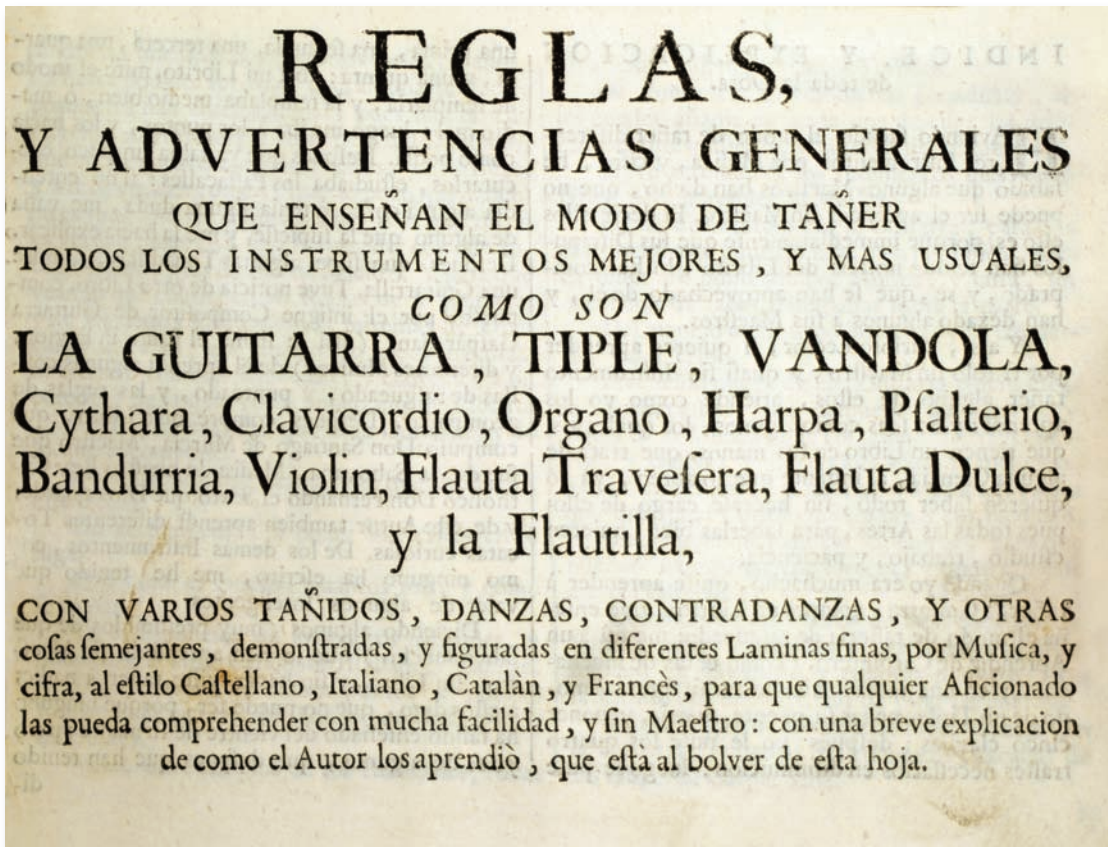 REGLAS,
Y ADVERTENCIAS GENERALES
QUE ENSEÑAN EL MODO DE TAÑER
TODOS LOS INSTRUMENTOS MEJORES, Y MAS USUALES,
COMO SON
LA GUITARRA, TIPLE, VANDOLA,
Cythara, Clavicordio, Organo, Harpa, Pſalterio,
Bandurria, Violin, Flauta Traveſera, Flauta Dulce,
y la Flautilla,
CON VARIOS TAÑIDOS, DANZAS, CONTRADANZAS, Y OTRAS
coſas ſemejantes, demonſtradas, y figuradas en diferentes Laminas finas, por Muſica, y
cifra, al eſtilo Caſtellano, Italiano, Catalàn, y Francès, para que qualquier Aficionado
las pueda comprehender con mucha facilidad, y ſin Maeſtro: con una breve explicacion
de como el Autor los aprendiò, que eſtà al bolver de eſta hoja.